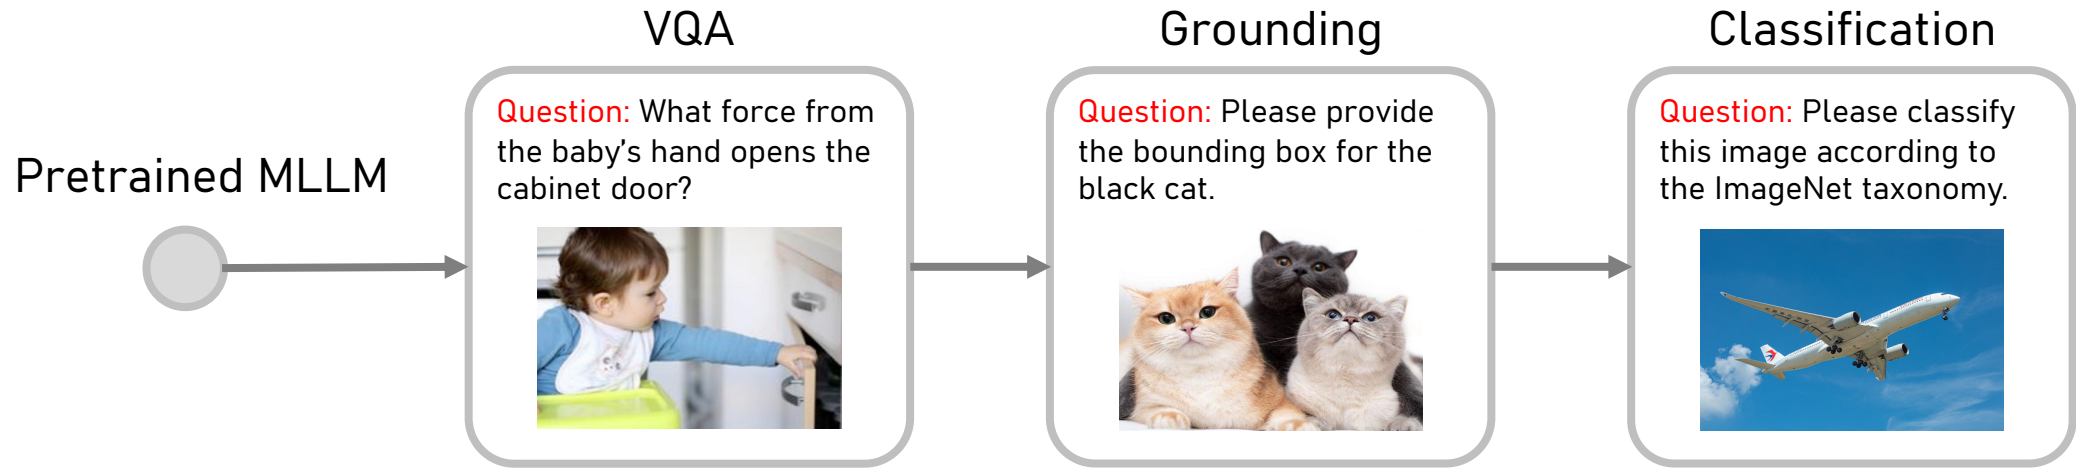 VQA
Grounding
Classification
Pretrained MLLM
Question: What force from
the baby’s hand opens the
cabinet door?
Question: Please provide
the bounding box for the
black cat.
Question: Please classify
this image according to
the ImageNet taxonomy.